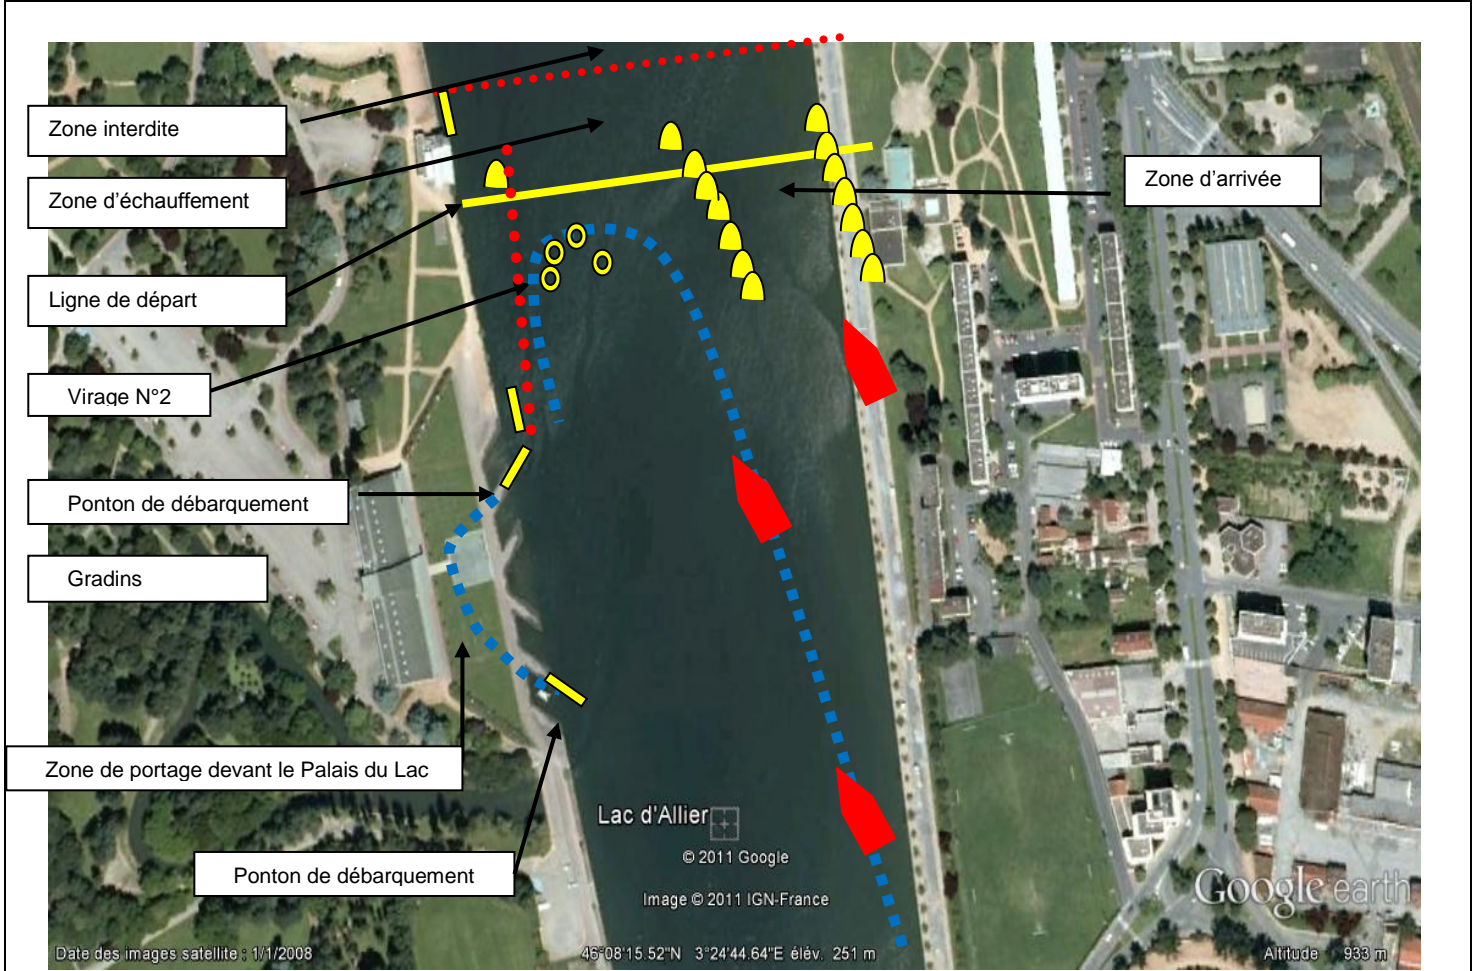 Zone interdite
Zone d'échauffement
Zone d'arrivée
Ligne de départ
Virage N°2
Ponton de débarquement
Gradins
Zone de portage devant le Palais du Lac
Ponton de débarquement
Lac d'Allier
© 2011 Google
Image © 2011 IGN-France
Google earth
Date des images satellite : 1/1/2008
46°08'15.52"N 3°24'44.64"E élév. 251 m
Altitude 933 m